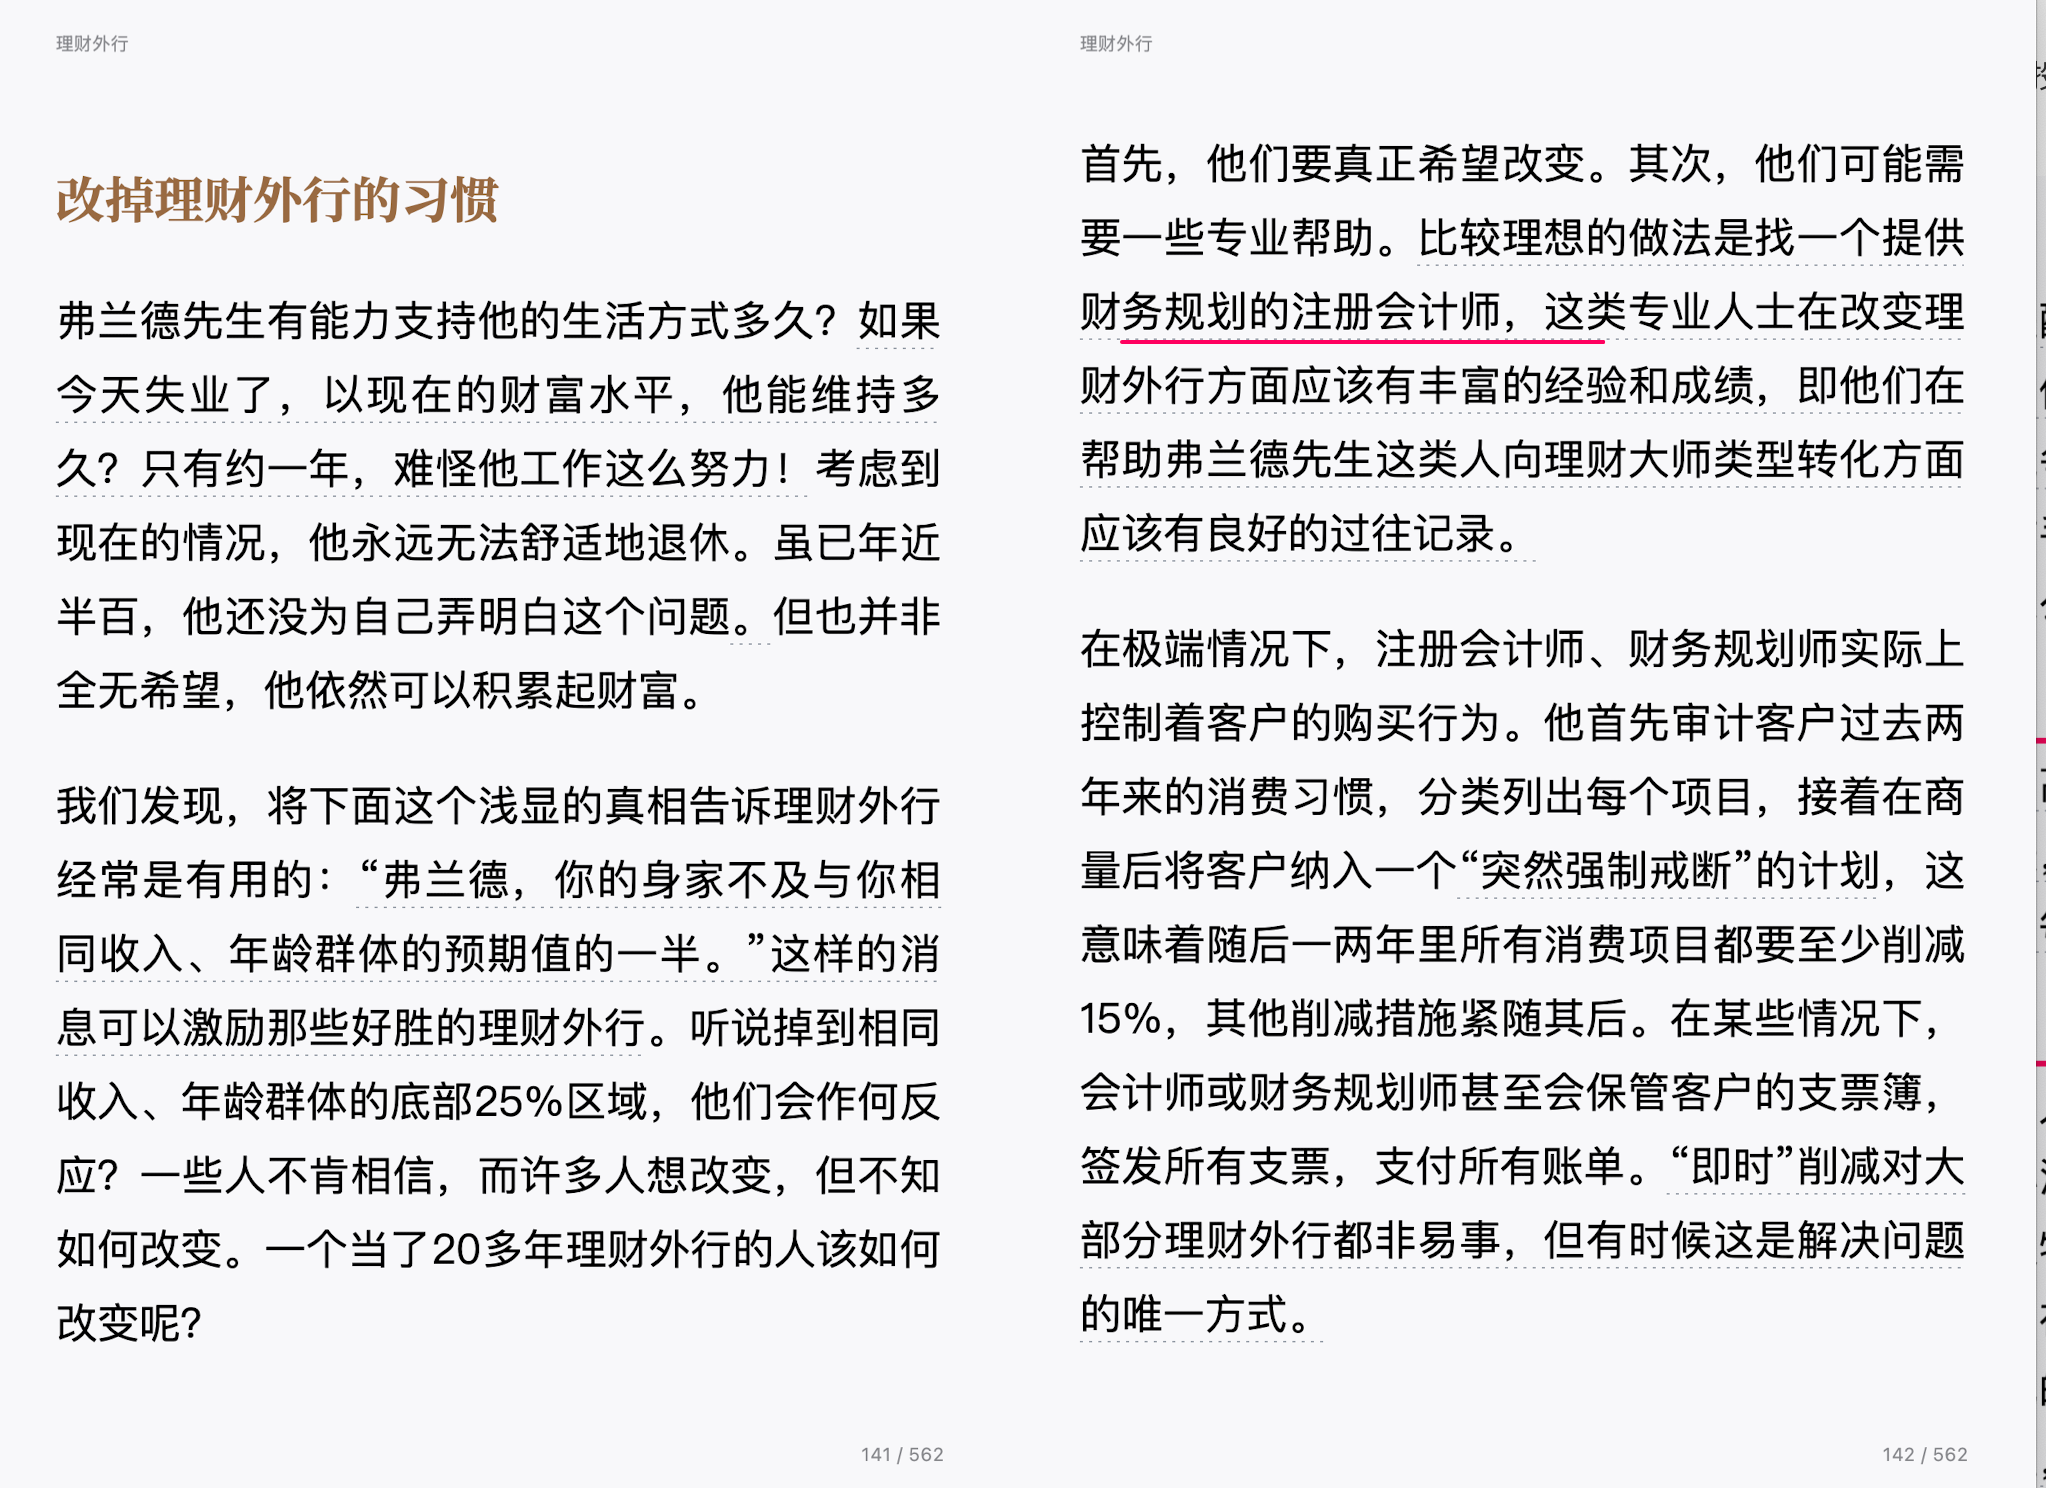 理财外行
改掉理财外行的习惯
弗兰德先生有能力支持他的生活方式多久？如果
今天失业了，以现在的财富水平，他能维持多
久？只有约一年，难怪他工作这么努力！考虑到
现在的情况，他永远无法舒适地退休。虽已年近
半百，他还没为自己弄明白这个问题。但也并非
全无希望，他依然可以积累起财富。
我们发现，将下面这个浅显的真相告诉理财外行
经常是有用的：“弗兰德，你的身家不及与你相
同收入、年龄群体的预期值的一半。”这样的消
息可以激励那些好胜的理财外行。听说掉到相同
收入、年龄群体的底部25%区域，他们会作何反
应？一些人不肯相信，而许多人想改变，但不知
如何改变。一个当了20多年理财外行的人该如何
改变呢？
141 / 562
理财外行
首先，他们要真正希望改变。其次，他们可能需
要一些专业帮助。比较理想的做法是找一个提供
财务规划的注册会计师，这类专业人士在改变理
财外行方面应该有丰富的经验和成绩，即他们在
帮助弗兰德先生这类人向理财大师类型转化方面
应该有良好的过往记录。
在极端情况下，注册会计师、财务规划师实际上
控制着客户的购买行为。他首先审计客户过去两
年来的消费习惯，分类列出每个项目，接着在商
量后将客户纳入一个“突然强制戒断”的计划，这
意味着随后一两年里所有消费项目都要至少削减
15%，其他削减措施紧随其后。在某些情况下，
会计师或财务规划师甚至会保管客户的支票簿，
签发所有支票，支付所有账单。“即时”削减对大
部分理财外行都非易事，但有时候这是解决问题
的唯一方式。
142 / 562